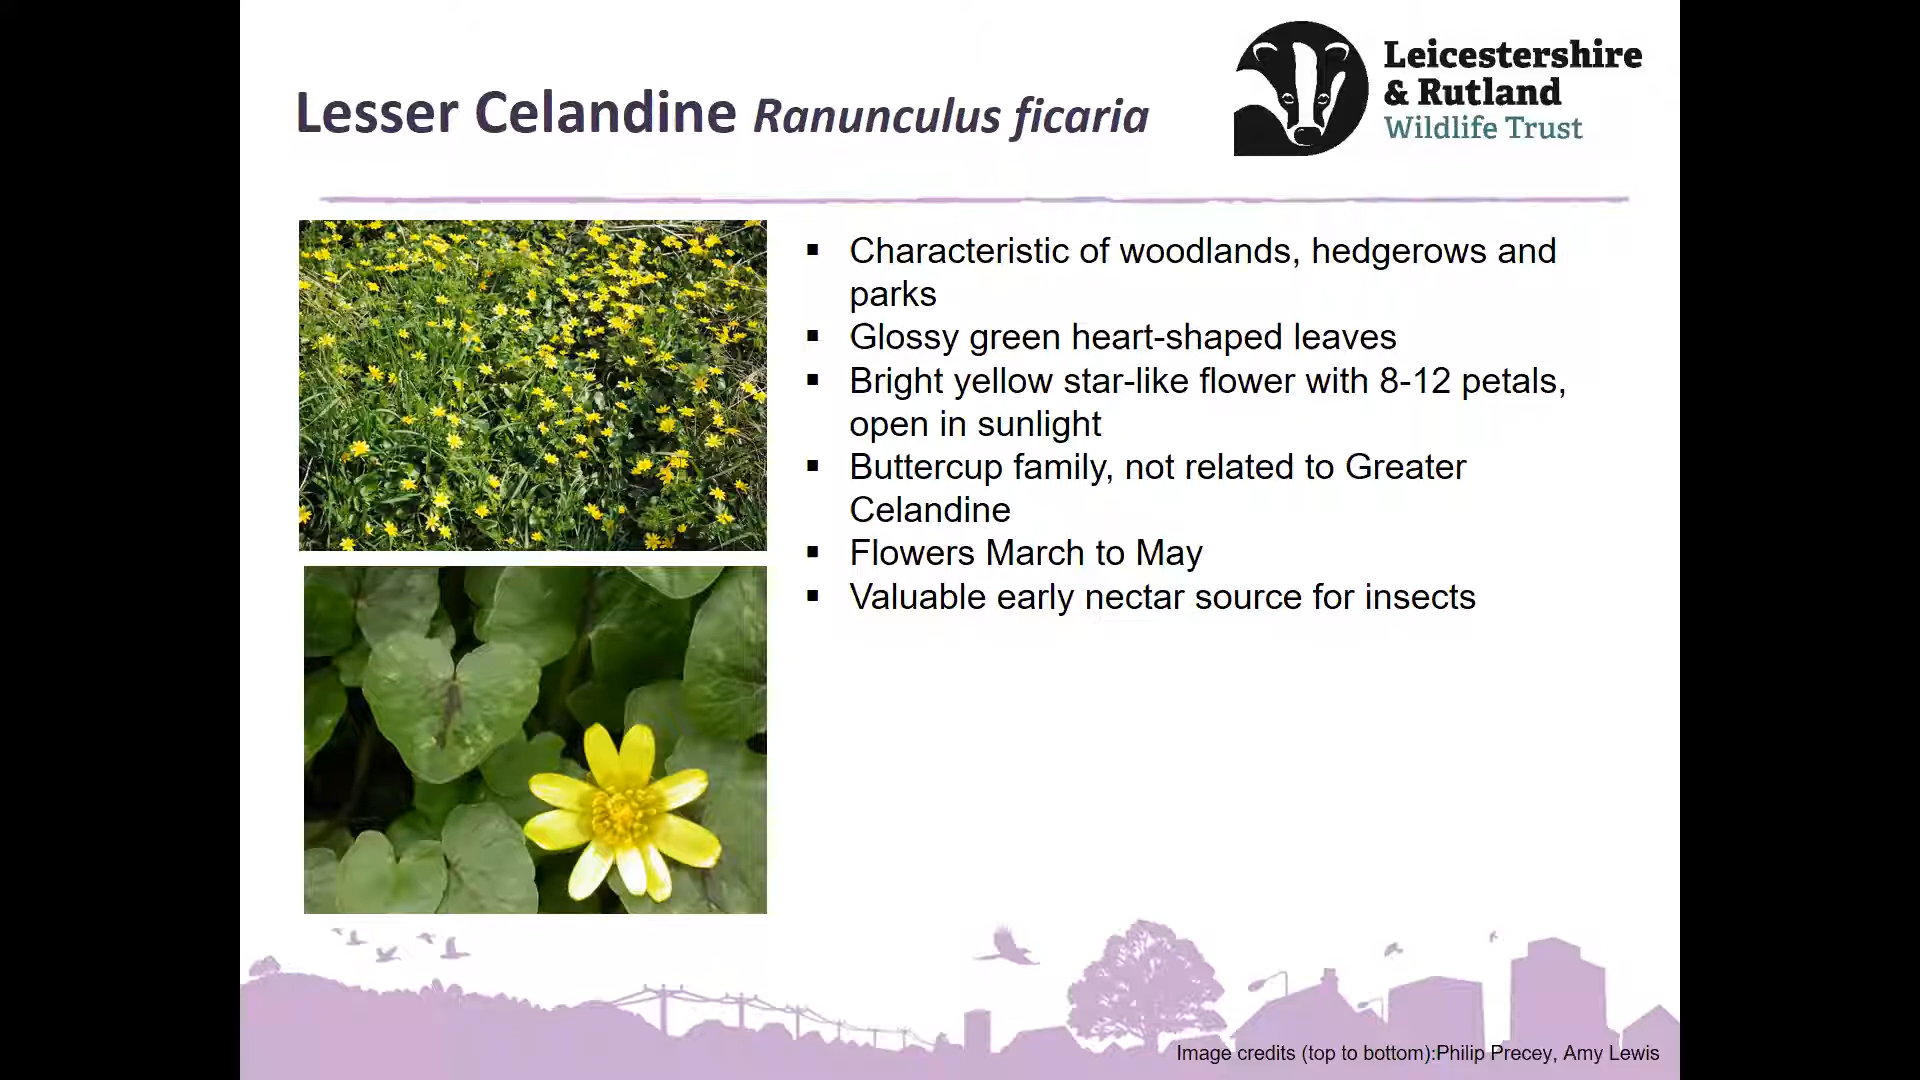 Lesser Celandine Ranunculus ficaria
Leicestershire
& Rutland
Wildlife Trust
▪ Characteristic of woodlands, hedgerows and
parks
▪ Glossy green heart-shaped leaves
▪ Bright yellow star-like flower with 8-12 petals,
open in sunlight
▪ Buttercup family, not related to Greater
Celandine
▪ Flowers March to May
▪ Valuable early nectar source for insects
Image credits (top to bottom):Philip Precey, Amy Lewis